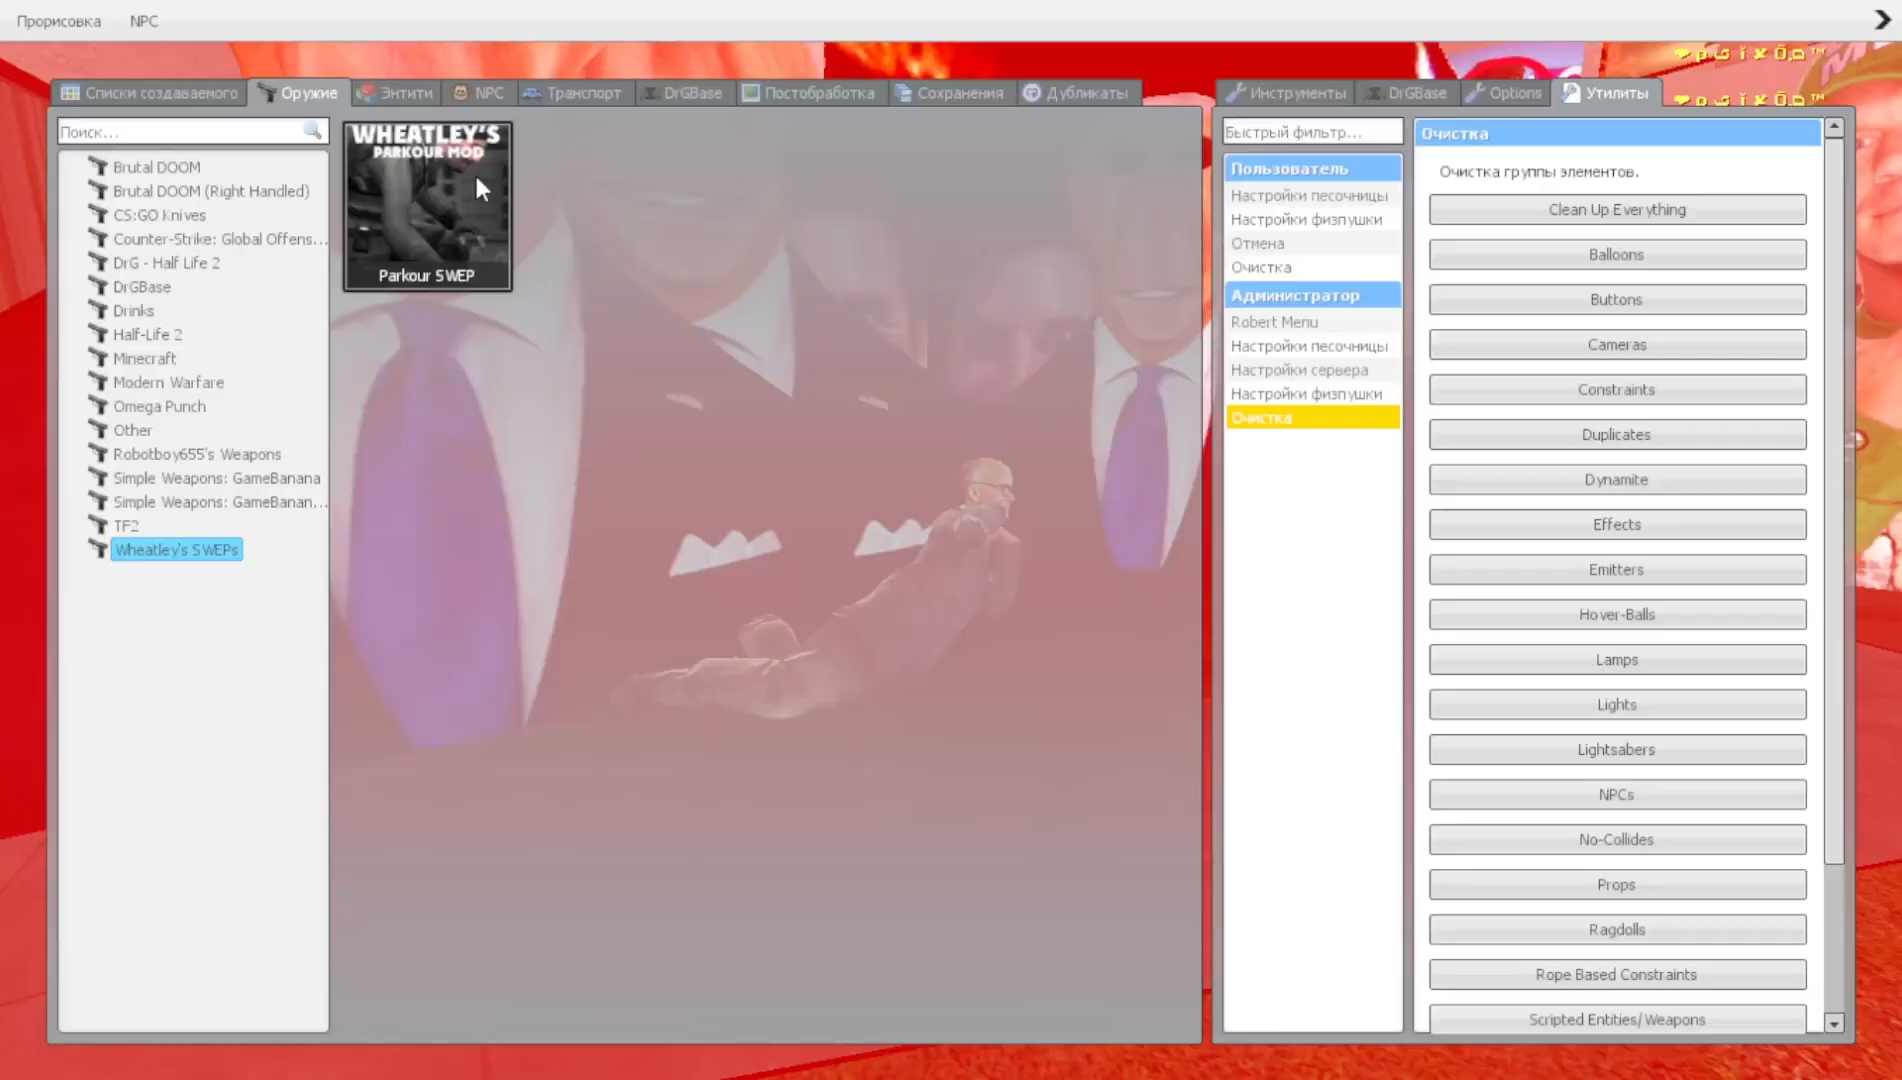 Прорисовка NPC
Списки создаваемого Оружие Энтити NPC Транспорт DrGBase Постобработка Сохранения Дубликаты
Инструменты DrGBase Options Утилиты
Поиск...
Brutal DOOM
Brutal DOOM (Right Handled)
CS:GO Knives
Counter-Strike: Global Offens...
DrG - Half Life 2
DrGBase
Drinks
Half-Life 2
Minecraft
Modern Warfare
Omega Punch
Other
Robotboy655's Weapons
Simple Weapons: GameBanana
Simple Weapons: GameBanan...
TF2
Wheatley's SWEPs
WHEATLEY'S
PARKOUR MOD
Parkour SWEP
Быстрый фильтр...
Пользователь
Настройки песочницы
Настройки физпушки
Отмена
Очистка
Администратор
Robert Menu
Настройки песочницы
Настройки сервера
Настройки физпушки
Очистка
Очистка
Очистка группы элементов.
Clean Up Everything
Balloons
Buttons
Cameras
Constraints
Duplicates
Dynamite
Effects
Emitters
Hover-Balls
Lamps
Lights
Lightsabers
NPCs
No-Collides
Props
Ragdolls
Rope Based Constraints
Scripted Entities/Weapons